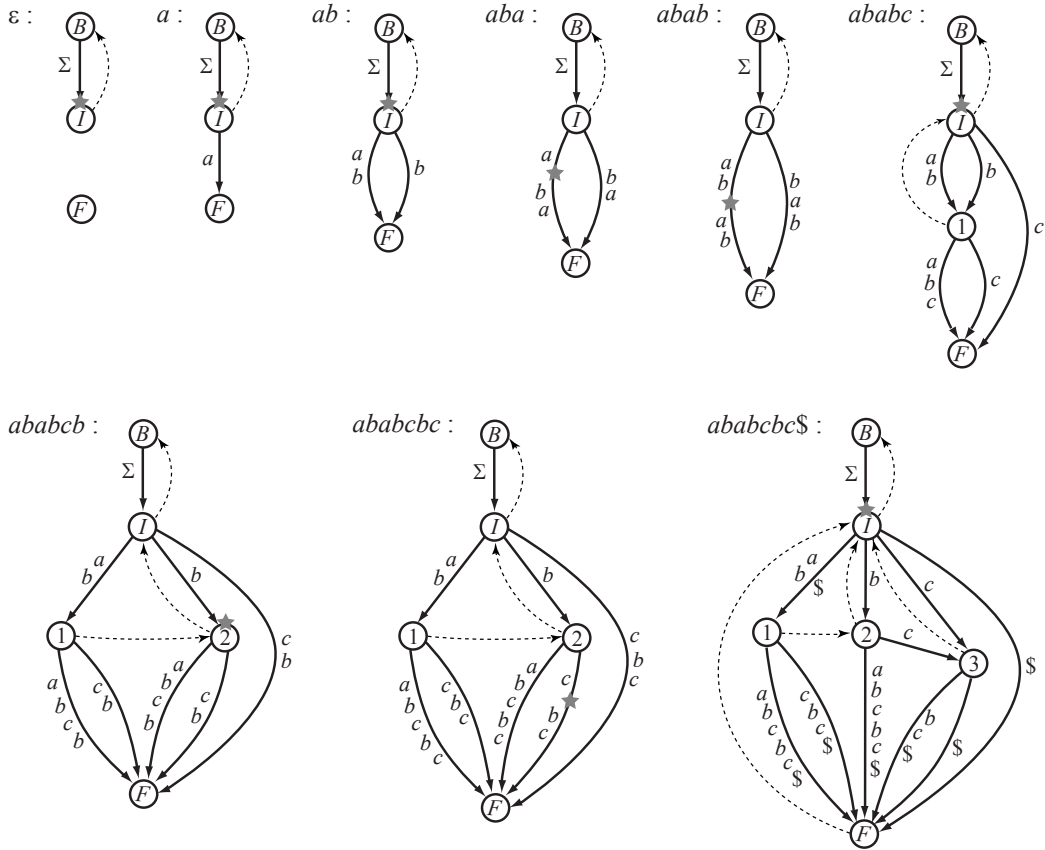 ε : a : ab : aba : abab : ababc :
B B B B B B
Σ Σ Σ Σ Σ Σ
I I I I I I
a
a b b
a b a b a
b a
a b a b
b a b
a b b c
1
a b c c
F F F F F F
ababcb : ababcbc : ababcbc$ :
B B B
Σ Σ Σ
I I I
a b b c b
a b b c b c
a b $ b c $
1 2 1 2 1 2 c 3
a b c b c b a b c b c b
a b c b c c b c a b c b c c b c
a b c b c $ c b c $ a b c b c $ b c $ $
F F F